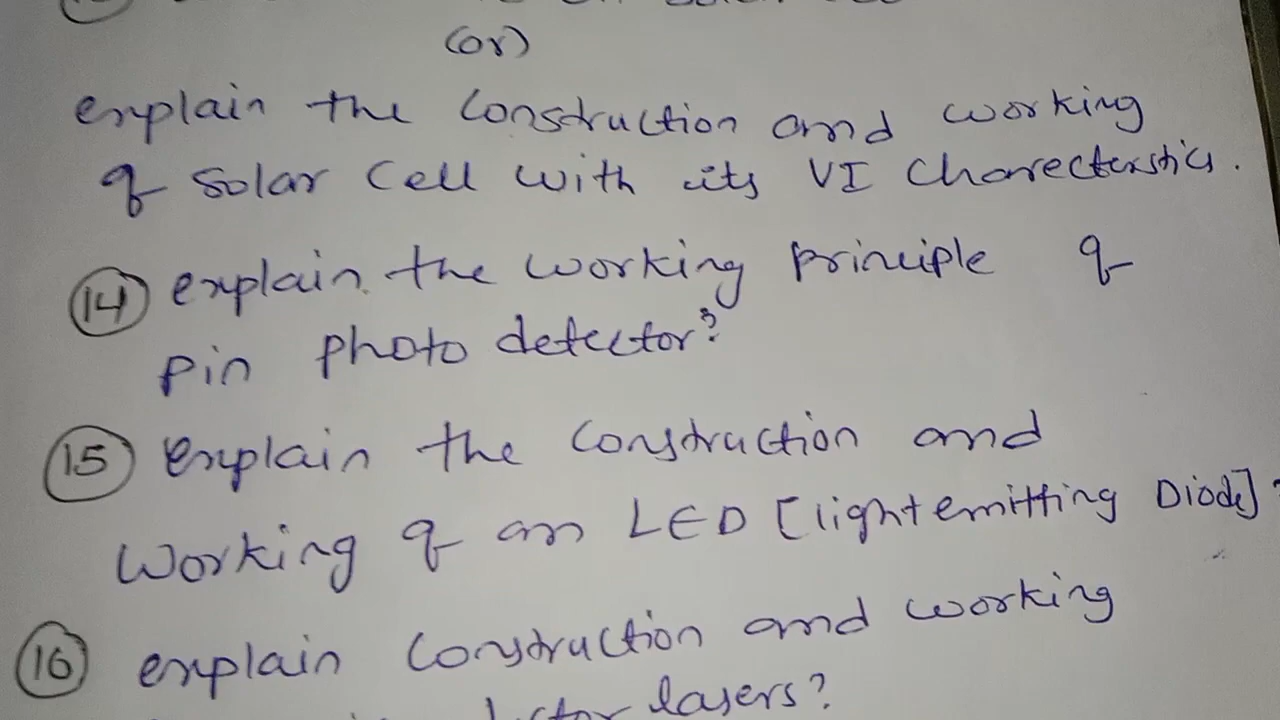 (or)
explain the construction and working
of solar cell with its VI Charecterstics.
14 explain the working principle of
pin photo detector?
15 explain the construction and
working of an LED [light emitting Diode]?
16 explain construction and working
lasers?